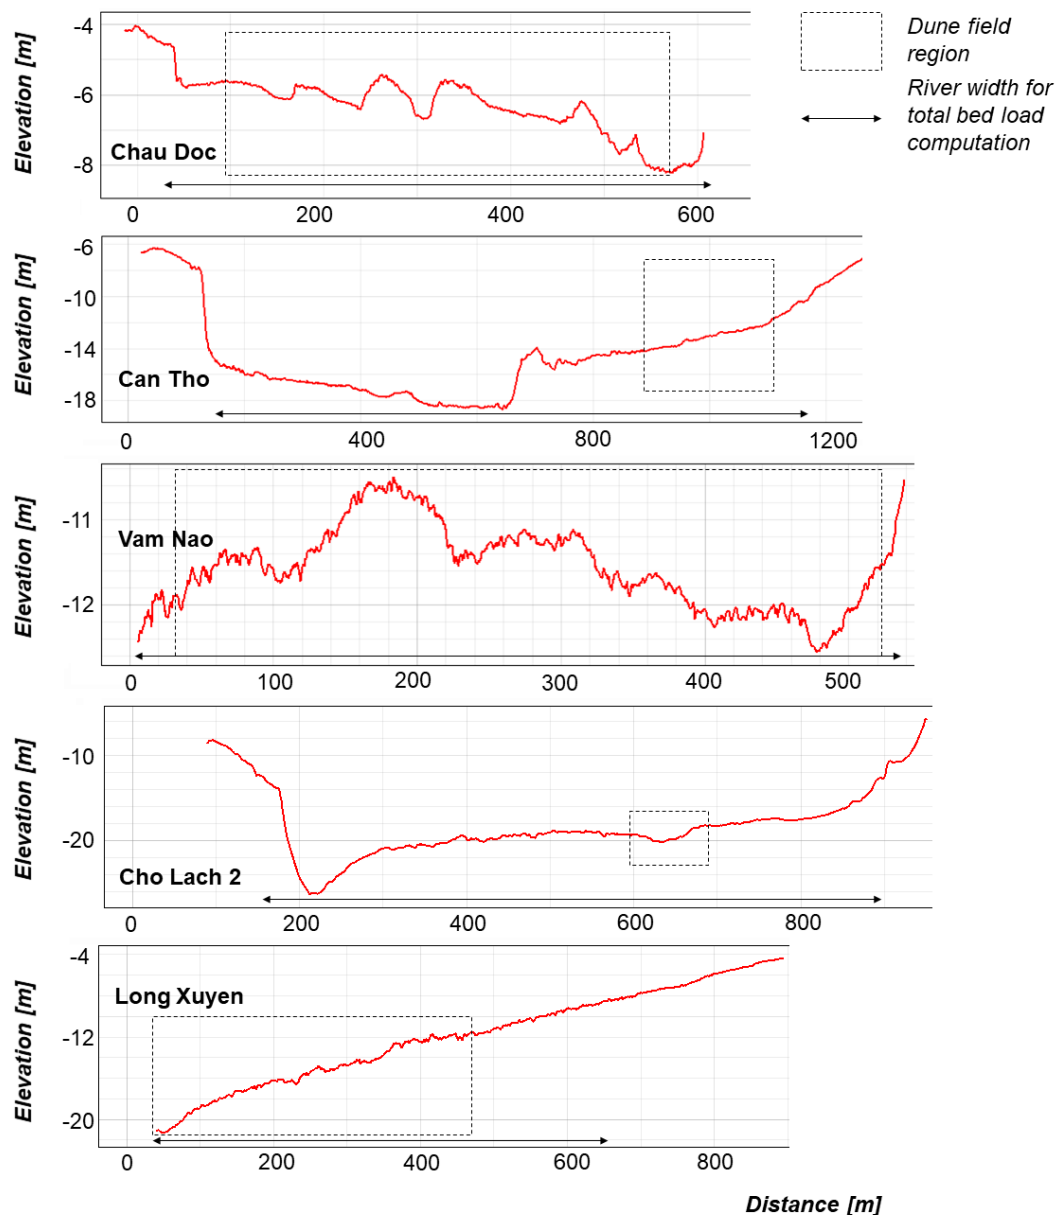 Elevation [m]
-4
-6
-8
Chau Doc
0
200
400
600
Dune field
region
River width for
total bed load
computation
Elevation [m]
-6
-10
-14
-18
Can Tho
0
400
800
1200
Elevation [m]
-11
-12
Vam Nao
0
100
200
300
400
500
Elevation [m]
-10
-20
Cho Lach 2
0
200
400
600
800
Elevation [m]
-4
-12
-20
Long Xuyen
0
200
400
600
800
Distance [m]